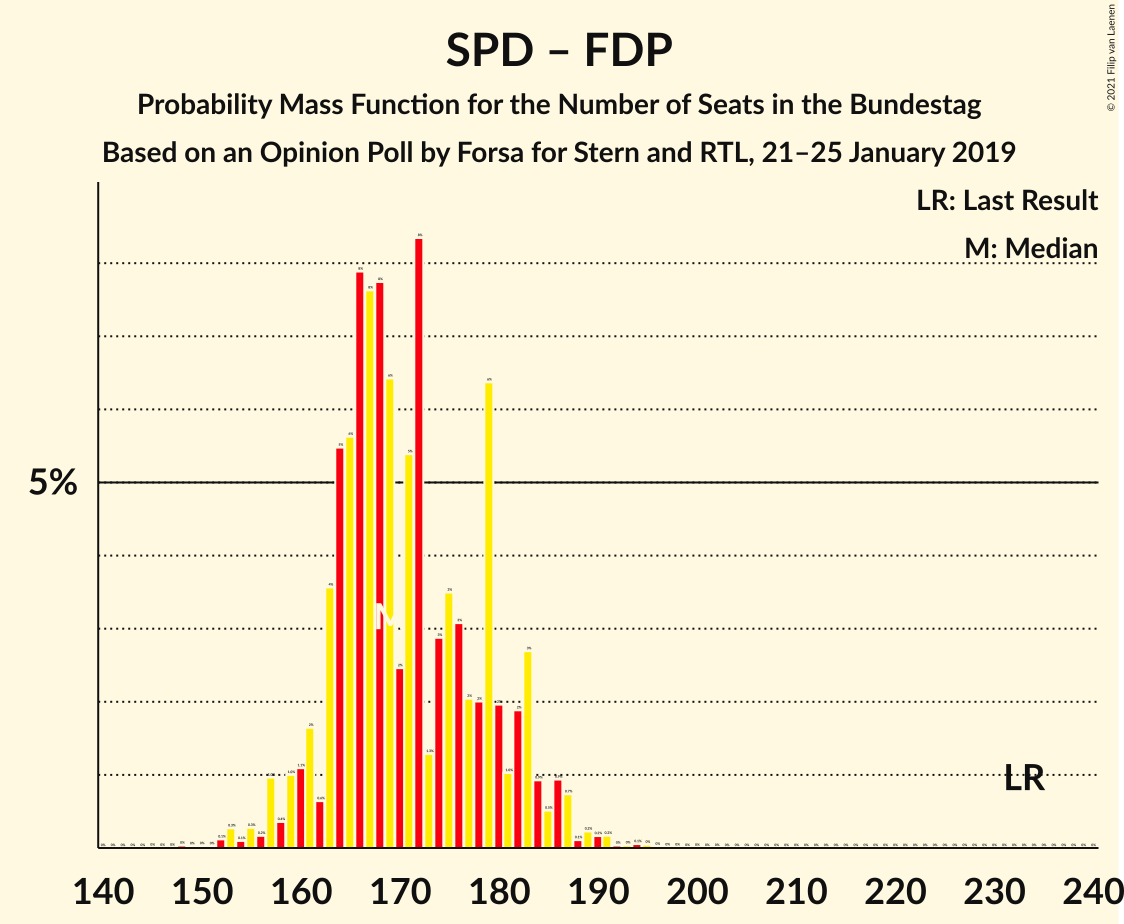 SPD – FDP
Probability Mass Function for the Number of Seats in the Bundestag
Based on an Opinion Poll by Forsa for Stern and RTL, 21–25 January 2019
© 2021 Filip van Laenen
LR: Last Result
M: Median
5%
M
LR
140 150 160 170 180 190 200 210 220 230 240